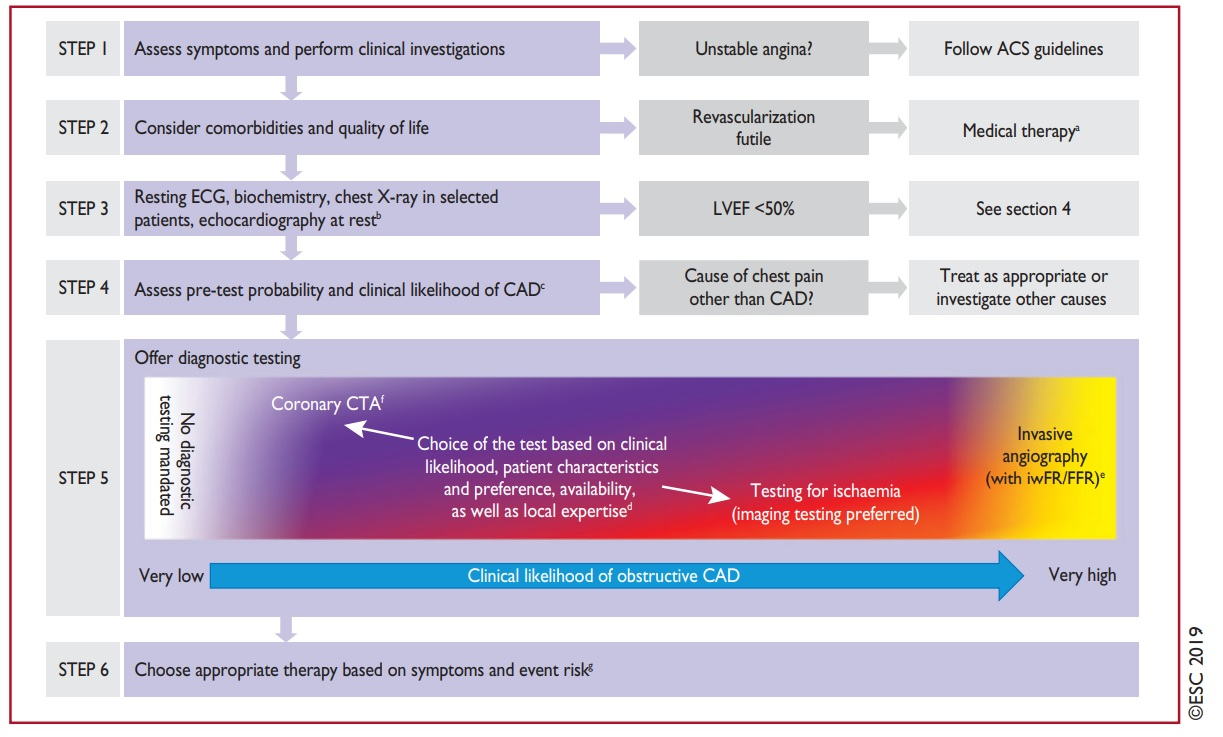 STEP 1
Assess symptoms and perform clinical investigations
Unstable angina?
Follow ACS guidelines
STEP 2
Consider comorbidities and quality of life
Revascularization
futile
Medical therapyᵃ
STEP 3
Resting ECG, biochemistry, chest X-ray in selected
patients, echocardiography at restᵇ
LVEF <50%
See section 4
STEP 4
Assess pre-test probability and clinical likelihood of CADᶜ
Cause of chest pain
other than CAD?
Treat as appropriate or
investigate other causes
STEP 5
Offer diagnostic testing
No diagnostic
testing mandated
Coronary CTAᶠ
Choice of the test based on clinical
likelihood, patient characteristics
and preference, availability,
as well as local expertiseᵈ
Testing for ischaemia
(imaging testing preferred)
Invasive
angiography
(with iwFR/FFR)ᵉ
Very low
Clinical likelihood of obstructive CAD
Very high
STEP 6
Choose appropriate therapy based on symptoms and event riskᵍ
©ESC 2019